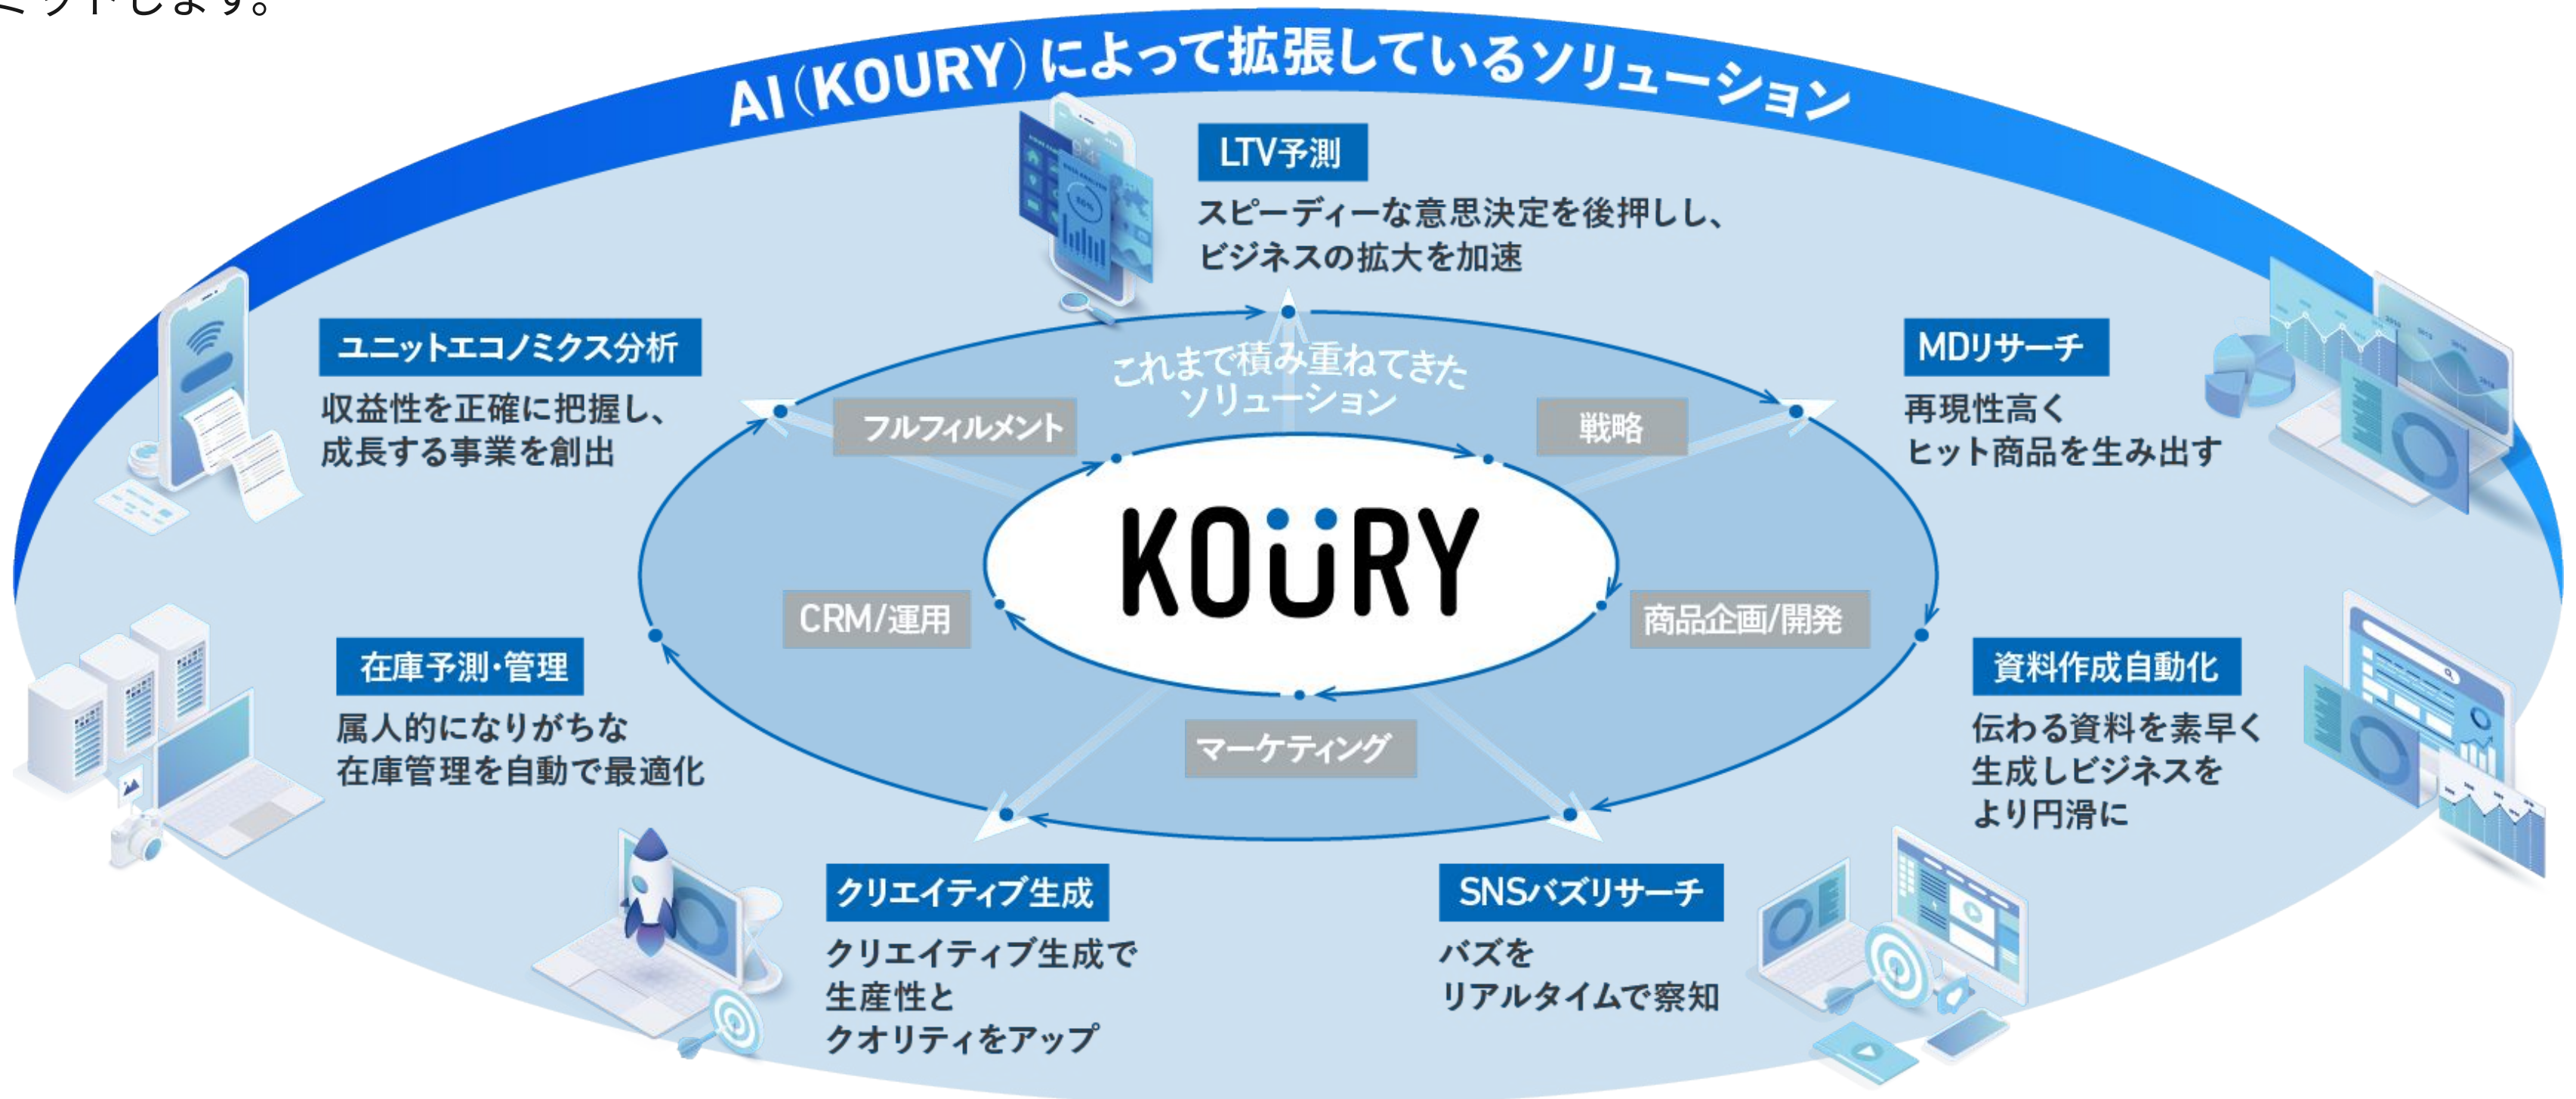 ミットします。
AI(KOURY)によって拡張しているソリューション
LTV予測
スピーディーな意思決定を後押しし、
ビジネスの拡大を加速
ユニットエコノミクス分析
収益性を正確に把握し、
成長する事業を創出
MDリサーチ
再現性高く
ヒット商品を生み出す
これまで積み重ねてきた
ソリューション
フルフィルメント
戦略
KOÜRY
CRM/運用
商品企画/開発
マーケティング
在庫予測・管理
属人的になりがちな
在庫管理を自動で最適化
資料作成自動化
伝わる資料を素早く
生成しビジネスを
より円滑に
クリエイティブ生成
クリエイティブ生成で
生産性と
クオリティをアップ
SNSバズリサーチ
バズを
リアルタイムで察知